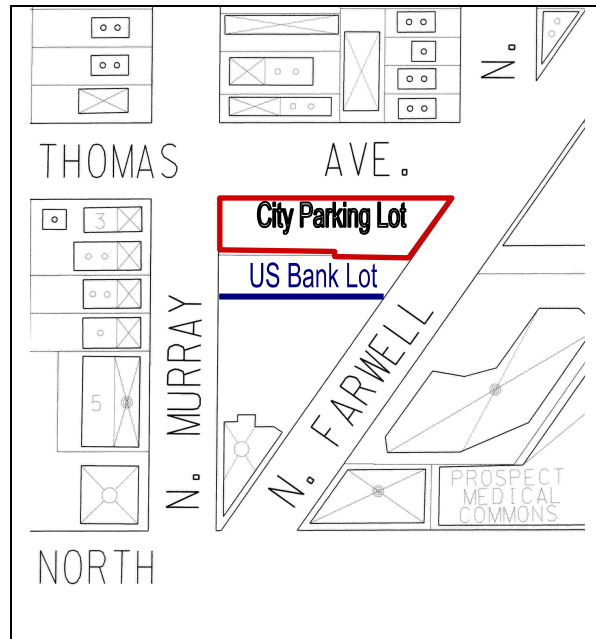 N.
THOMAS AVE.
City Parking Lot
3
US Bank Lot
N. MURRAY
N. FARWELL
5
PROSPECT
MEDICAL
COMMONS
NORTH